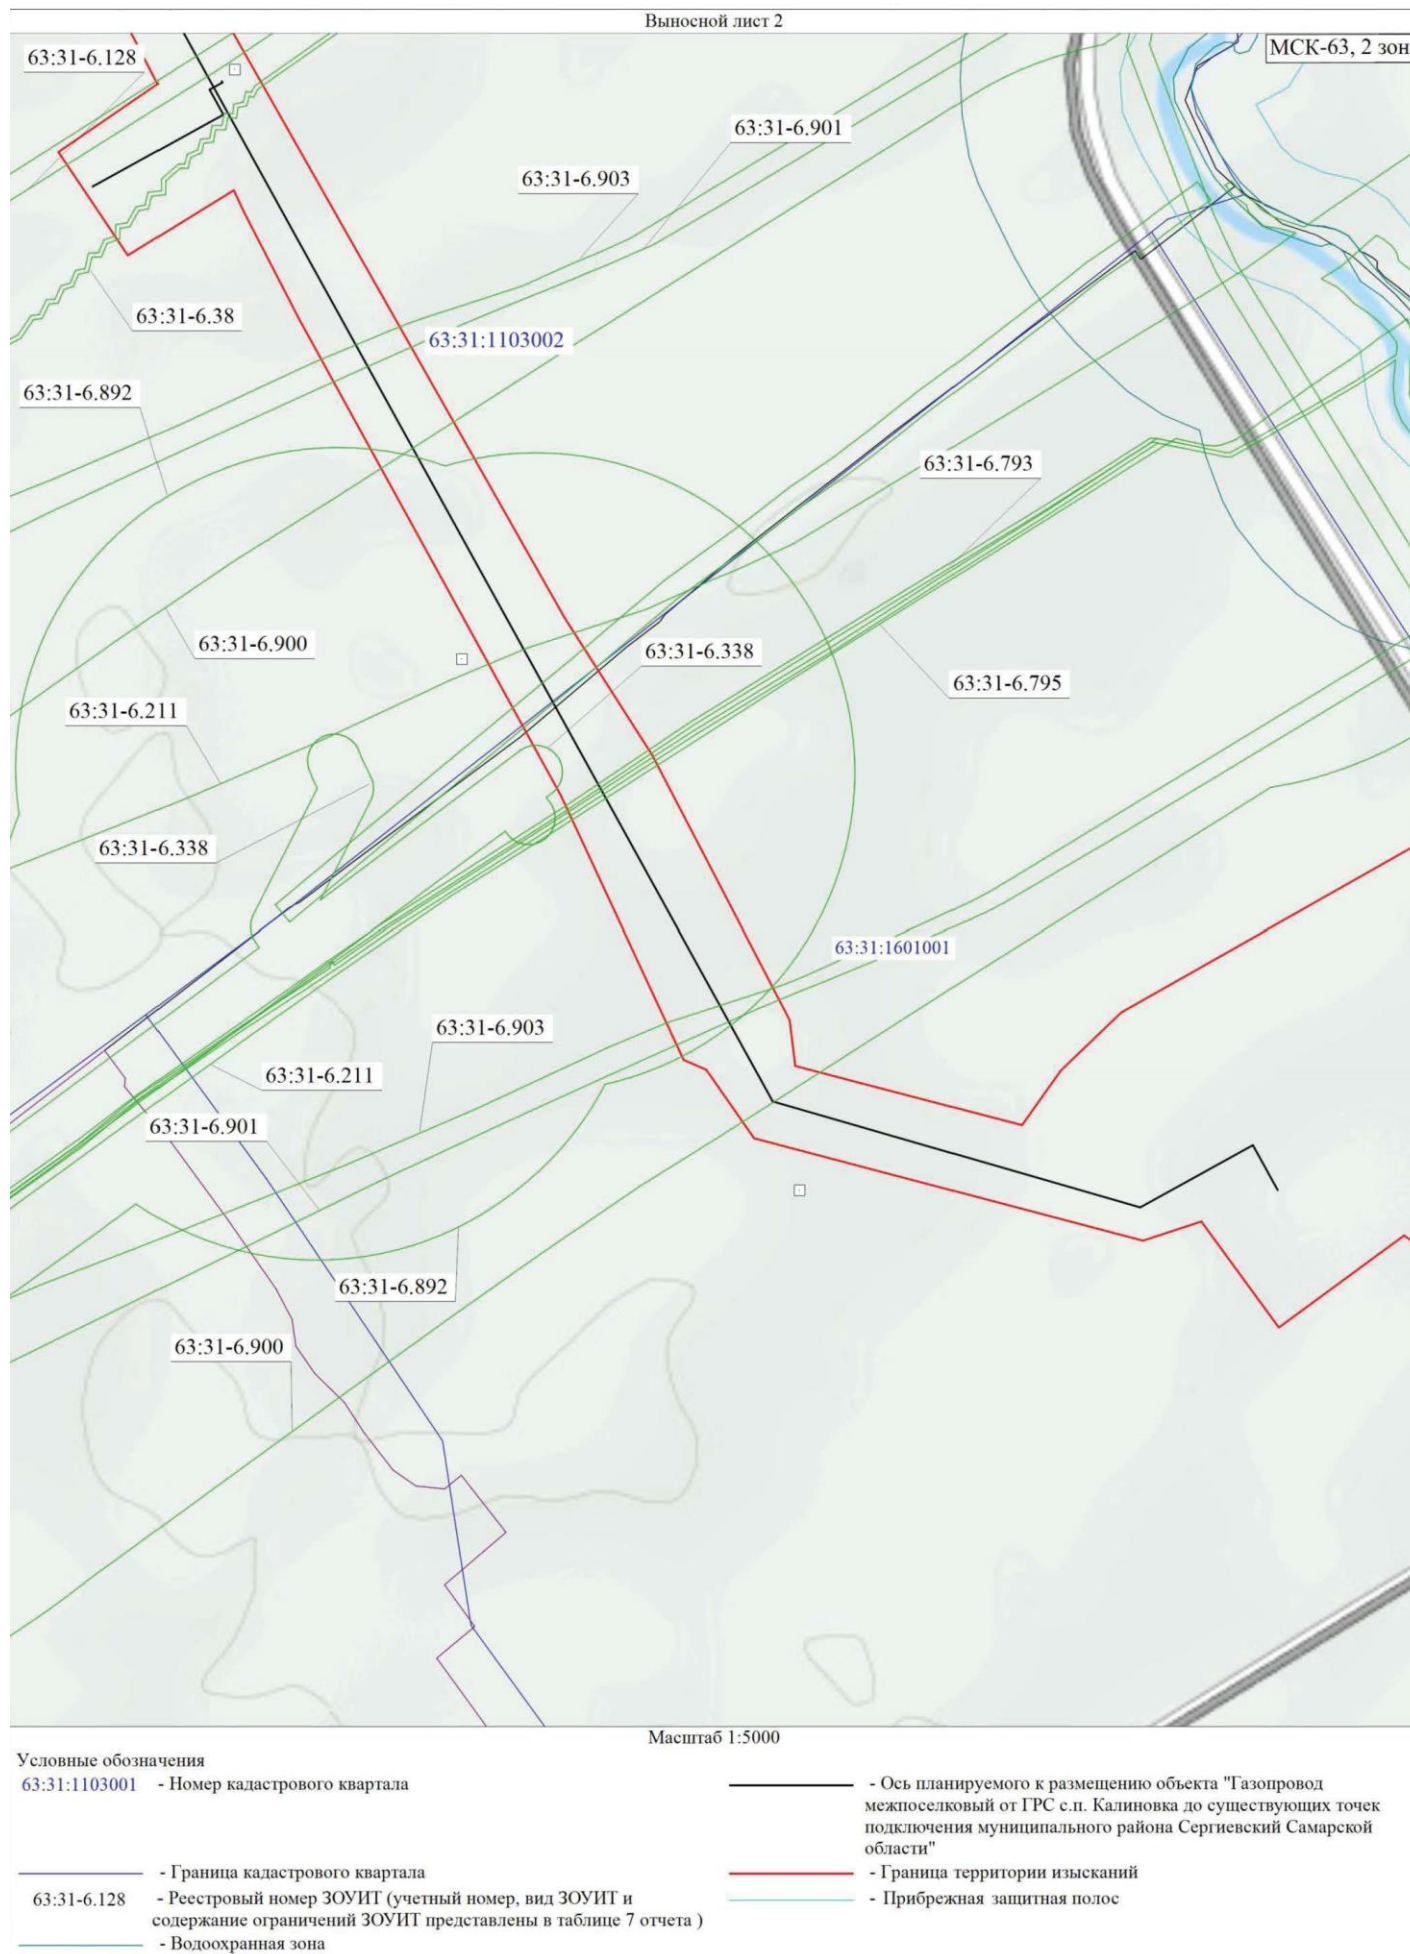 Выносной лист 2
МСК-63, 2 зон
63:31-6.128
63:31-6.901
63:31-6.903
63:31-6.38
63:31:1103002
63:31-6.892
63:31-6.793
63:31-6.900
63:31-6.338
63:31-6.795
63:31-6.211
63:31-6.338
63:31:1601001
63:31-6.903
63:31-6.211
63:31-6.901
63:31-6.892
63:31-6.900
Масштаб 1:5000
Условные обозначения
63:31:1103001 - Номер кадастрового квартала
- Граница кадастрового квартала
63:31-6.128 - Реестровый номер ЗОУИТ (учетный номер, вид ЗОУИТ и
содержание ограничений ЗОУИТ представлены в таблице 7 отчета )
- Водоохранная зона
- Ось планируемого к размещению объекта "Газопровод
межпоселковый от ГРС с.п. Калиновка до существующих точек
подключения муниципального района Сергиевский Самарской
области"
- Граница территории изысканий
- Прибрежная защитная полос